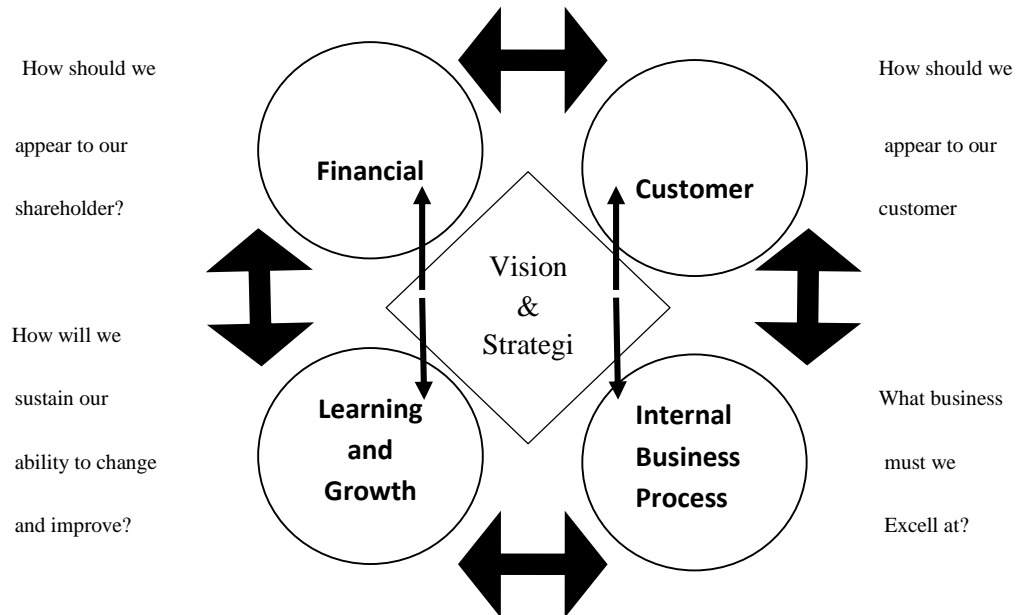 How should we
appear to our
shareholder?
Financial
Customer
How should we
appear to our
customer
Vision
&
Strategi
How will we
sustain our
ability to change
and improve?
Learning
and
Growth
Internal
Business
Process
What business
must we
Excell at?